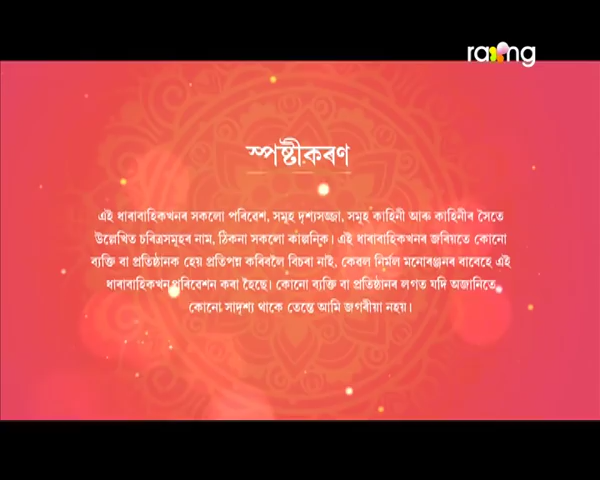 rang
স্পষ্টীকৰণ
এই ধাৰাবাহিকখনৰ সকলো পৰিৱেশ, সমূহ দৃশ্যসজ্জা, সমূহ কাহিনী আৰু কাহিনীৰ সৈতে
উল্লেখিত চৰিত্ৰসমূহৰ নাম, ঠিকনা সকলো কাল্পনিক। এই ধাৰাবাহিকখনৰ জৰিয়তে কোনো
ব্যক্তি বা প্ৰতিষ্ঠানক হেয় প্ৰতিপন্ন কৰিবলৈ বিচৰা নাই, কেৱল নিৰ্মল মনোৰঞ্জনৰ বাবেহে এই
ধাৰাবাহিকখন পৰিবেশন কৰা হৈছে। কোনো ব্যক্তি বা প্ৰতিষ্ঠানৰ লগত যদি অজানিতে
কোনো সাদৃশ্য থাকে তেন্তে আমি জগৰীয়া নহয়।